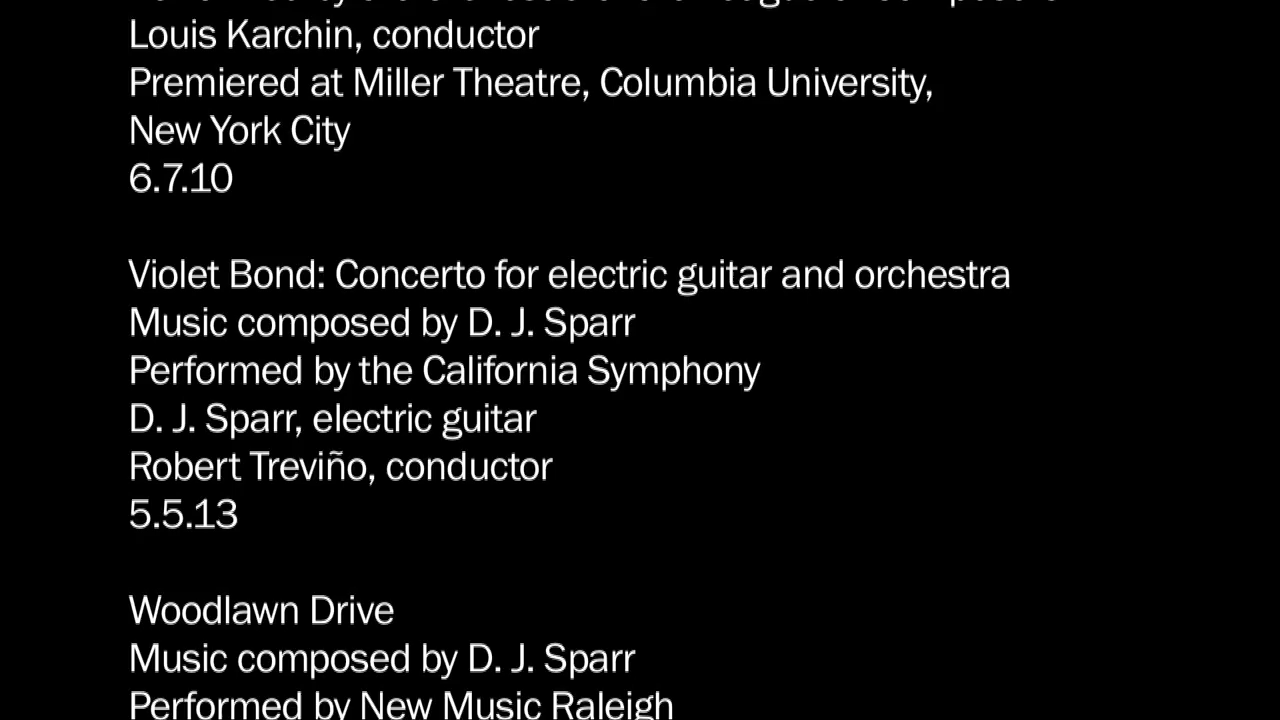 Louis Karchin, conductor
Premiered at Miller Theatre, Columbia University,
New York City
6.7.10
Violet Bond: Concerto for electric guitar and orchestra
Music composed by D. J. Sparr
Performed by the California Symphony
D. J. Sparr, electric guitar
Robert Treviño, conductor
5.5.13
Woodlawn Drive
Music composed by D. J. Sparr
Performed by New Music Raleigh